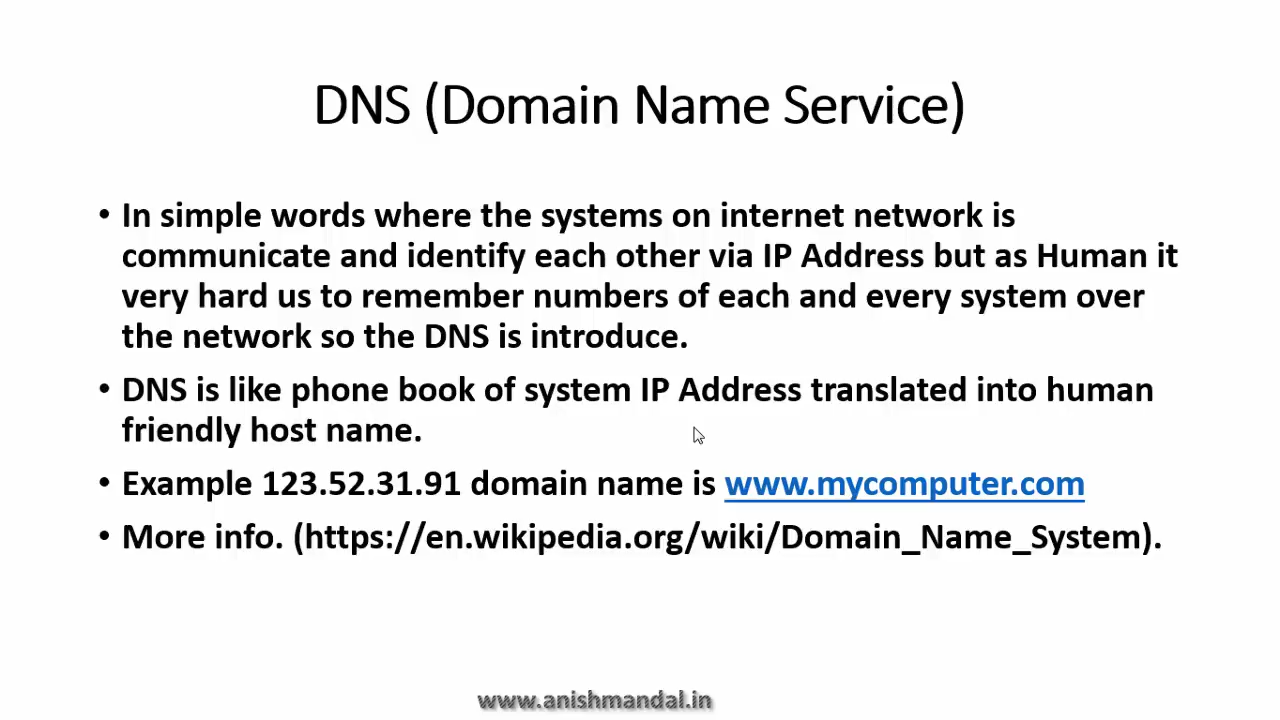 DNS (Domain Name Service)
• In simple words where the systems on internet network is
communicate and identify each other via IP Address but as Human it
very hard us to remember numbers of each and every system over
the network so the DNS is introduce.
• DNS is like phone book of system IP Address translated into human
friendly host name.
• Example 123.52.31.91 domain name is www.mycomputer.com
• More info. (https://en.wikipedia.org/wiki/Domain_Name_System).
www.anishmandal.in